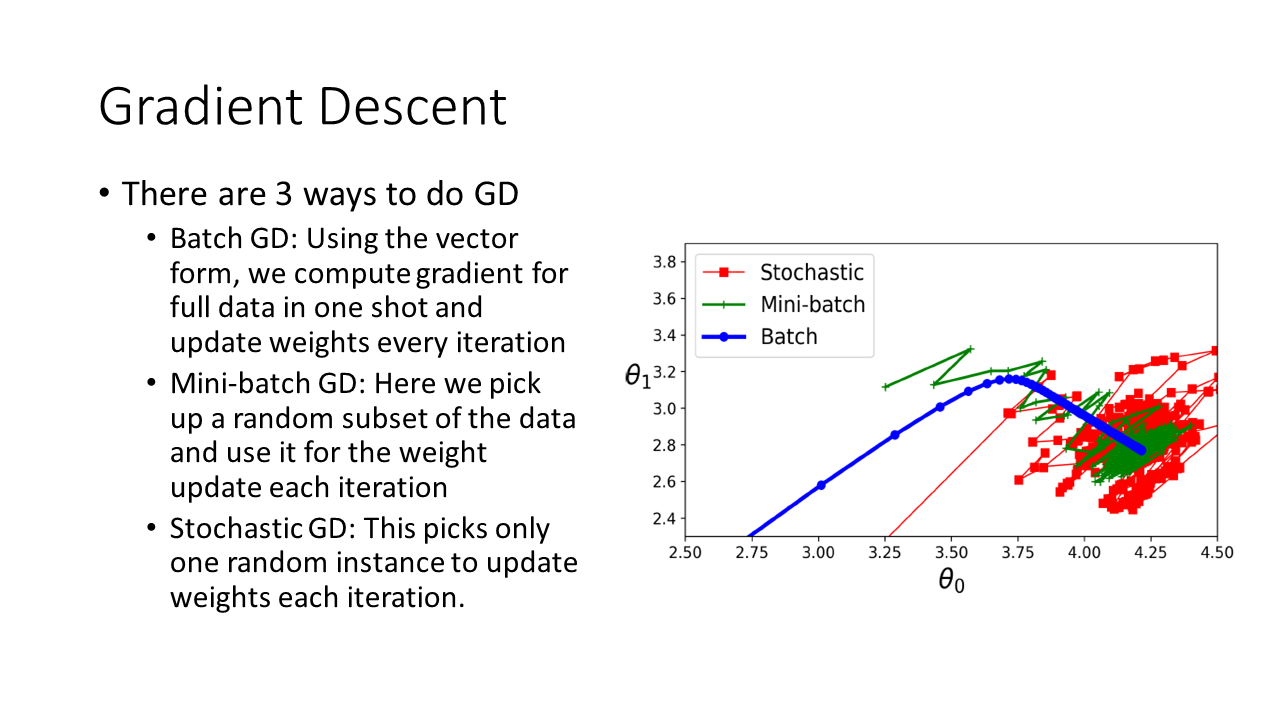 Gradient Descent
• There are 3 ways to do GD
• Batch GD: Using the vector
form, we compute gradient for
full data in one shot and
update weights every iteration
• Mini-batch GD: Here we pick
up a random subset of the data
and use it for the weight
update each iteration
• Stochastic GD: This picks only
one random instance to update
weights each iteration.
Stochastic
Mini-batch
Batch
3.8
3.6
3.4
3.2
3.0
2.8
2.6
2.4
θ1
2.50 2.75 3.00 3.25 3.50 3.75 4.00 4.25 4.50
θ0